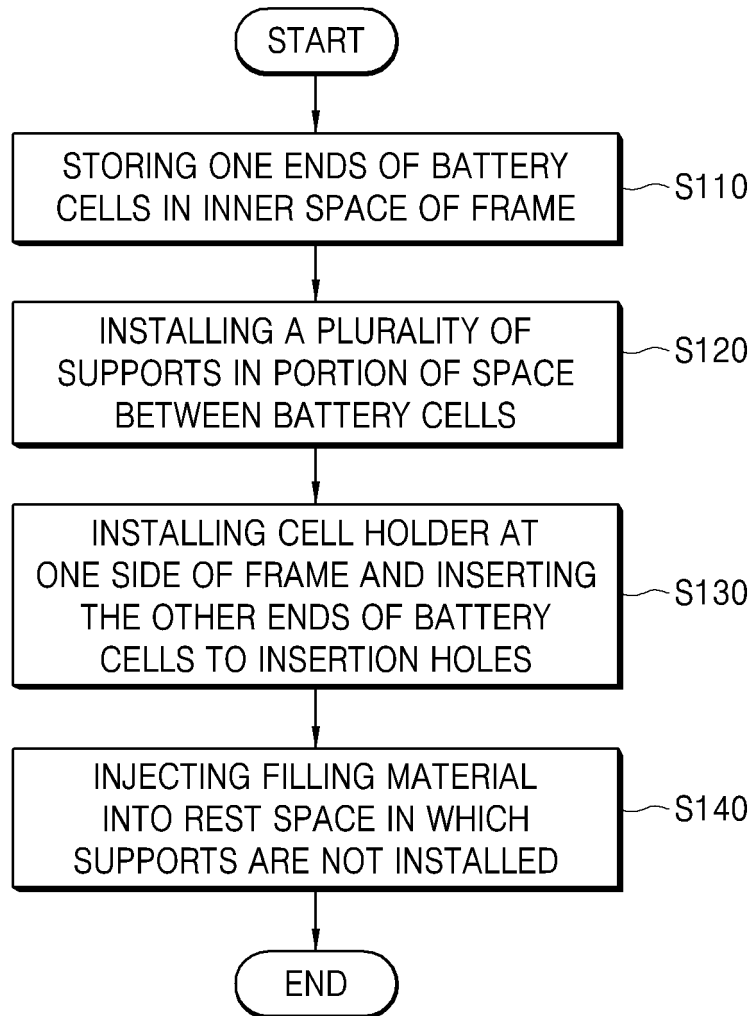 START
STORING ONE ENDS OF BATTERY
CELLS IN INNER SPACE OF FRAME
S110
INSTALLING A PLURALITY OF
SUPPORTS IN PORTION OF SPACE
BETWEEN BATTERY CELLS
S120
INSTALLING CELL HOLDER AT
ONE SIDE OF FRAME AND INSERTING
THE OTHER ENDS OF BATTERY
CELLS TO INSERTION HOLES
S130
INJECTING FILLING MATERIAL
INTO REST SPACE IN WHICH
SUPPORTS ARE NOT INSTALLED
S140
END